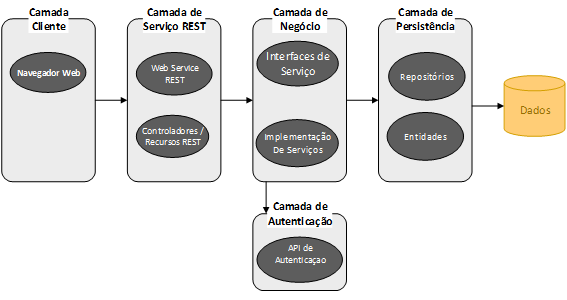 Camada
Cliente
Navegador Web
Camada de
Serviço REST
Web Service
REST
Controladores /
Recursos REST
Camada de
Negócio
Interfaces de
Serviço
Implementação
De Serviços
Camada de
Persistência
Repositórios
Entidades
Dados
Camada de
Autenticação
API de
Autenticaçao